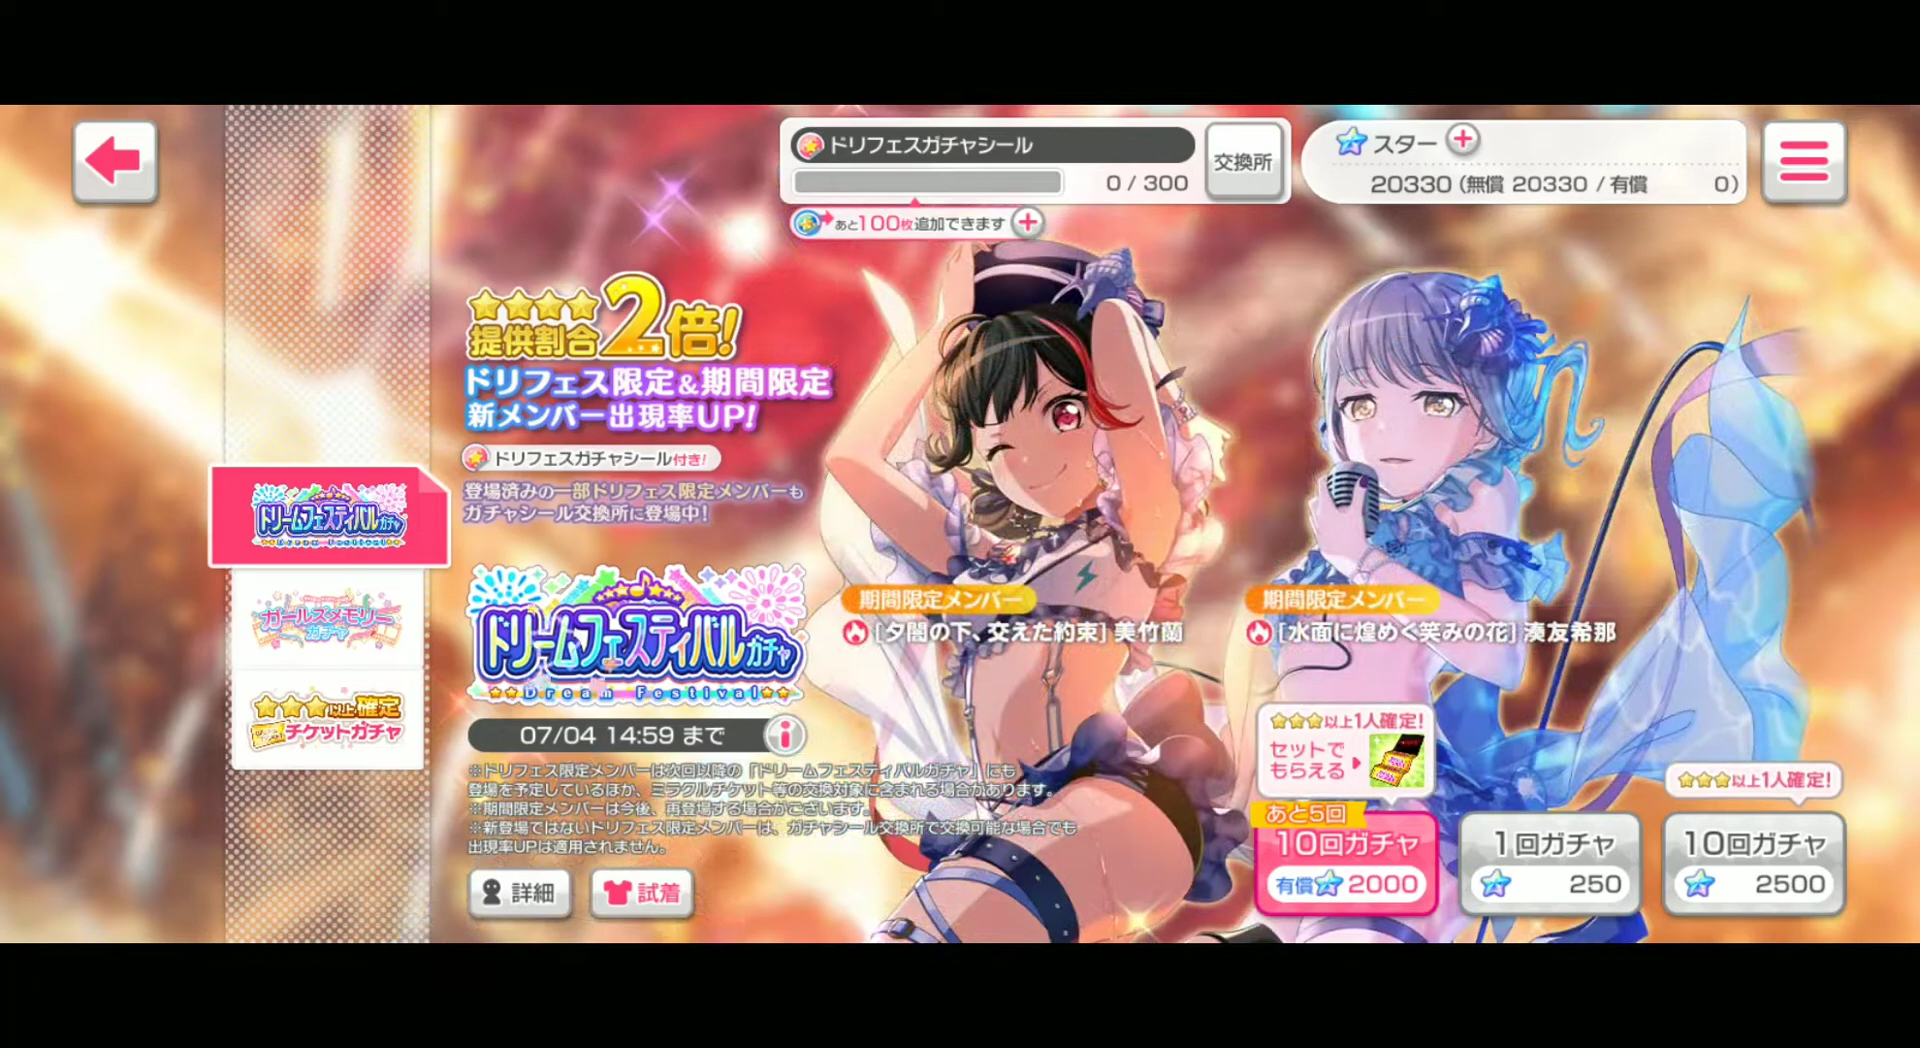 ドリフェスガチャシール
0 / 300
交換所
あと100枚追加できます
スター
20330 (無償 20330 / 有償 0)
提供割合2倍!
ドリフェス限定&期間限定
新メンバー出現率UP!
ドリフェスガチャシール付き!
登場済みの一部ドリフェス限定メンバーも
ガチャシール交換所に登場中!
ドリームフェスティバルガチャ
Dream Festival
ガールズメモリー
ガチャ
以上確定
チケットガチャ
ドリームフェスティバルガチャ
Dream Festival
07/04 14:59 まで
※ドリフェス限定メンバーは次回以降の「ドリームフェスティバルガチャ」にも
登場を予定しているほか、ミラクルチケット等の交換対象に含まれる場合があります。
※期間限定メンバーは今後、再登場する場合がございます。
※新登場ではないドリフェス限定メンバーは、ガチャシール交換所で交換可能な場合でも
出現率UPは適用されません。
詳細
試着
期間限定メンバー
[夕闇の下、交えた約束] 美竹蘭
期間限定メンバー
[水面に煌めく笑みの花] 湊友希那
以上1人確定!
セットで
もらえる
あと5回
10回ガチャ
有償 2000
1回ガチャ
250
以上1人確定!
10回ガチャ
2500